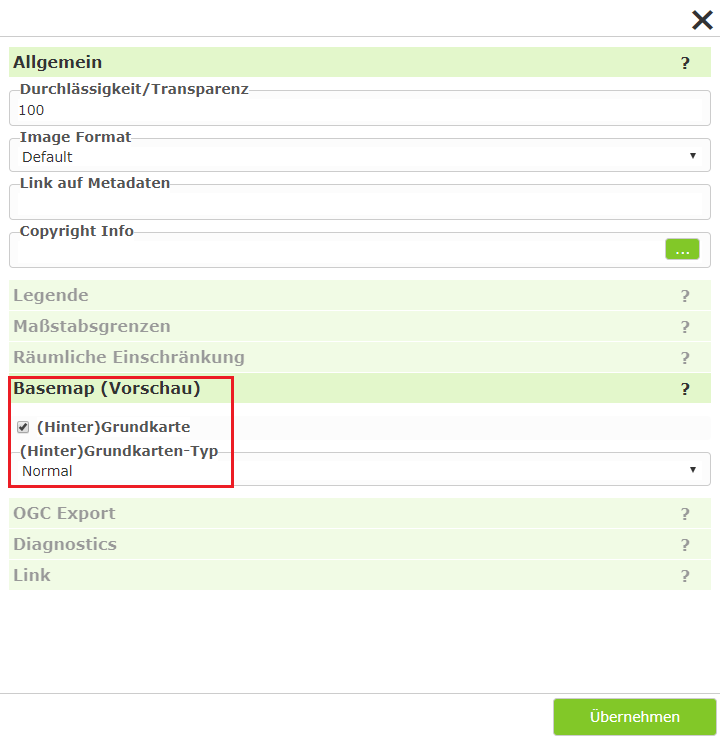 Allgemein ?
Durchlässigkeit/Transparenz
100
Image Format
Default
Link auf Metadaten
Copyright Info
...
Legende ?
Maßstabsgrenzen ?
Räumliche Einschränkung ?
Basemap (Vorschau) ?
(Hinter)Grundkarte
(Hinter)Grundkarten-Typ
Normal
OGC Export ?
Diagnostics ?
Link ?
Übernehmen